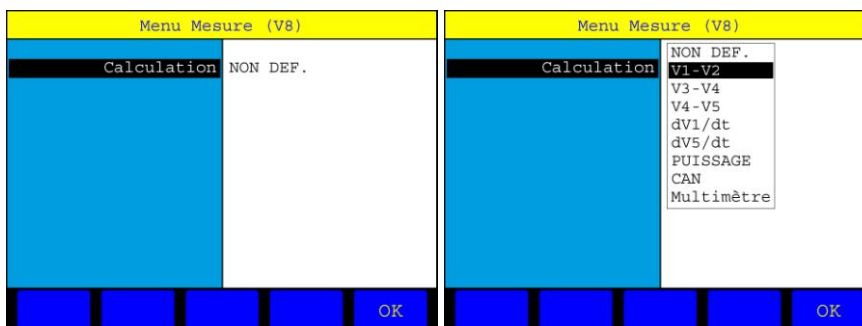 Menu Mesure (V8)
Calculation NON DEF.
OK
Menu Mesure (V8)
NON DEF.
Calculation V1-V2
V3-V4
V4-V5
dV1/dt
dV5/dt
PUISSAGE
CAN
Multimètre
OK